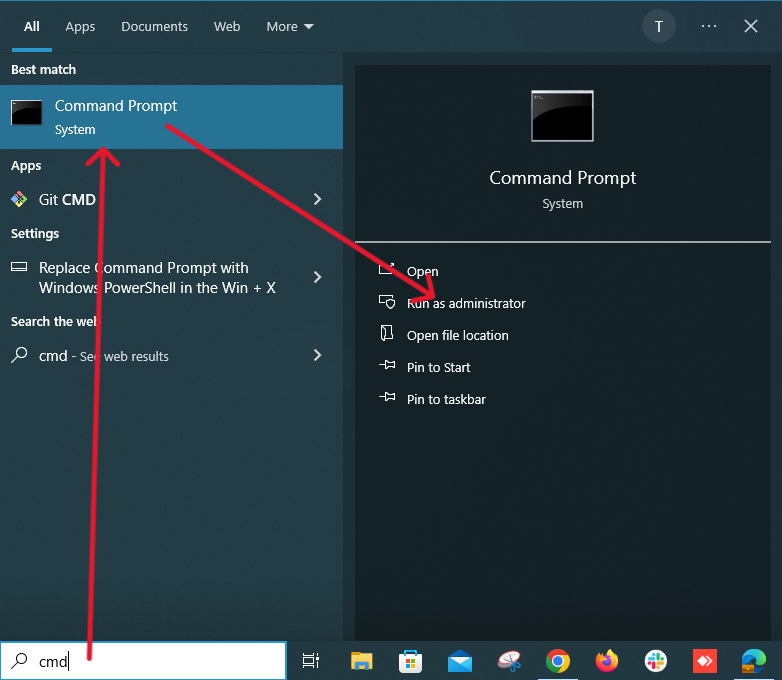 All Apps Documents Web More T
Best match
Command Prompt
System
Apps
Git CMD
Settings
Replace Command Prompt with
Windows PowerShell in the Win + X
Search the web
cmd - See web results
Command Prompt
System
Open
Run as administrator
Open file location
Pin to Start
Pin to taskbar
cmd